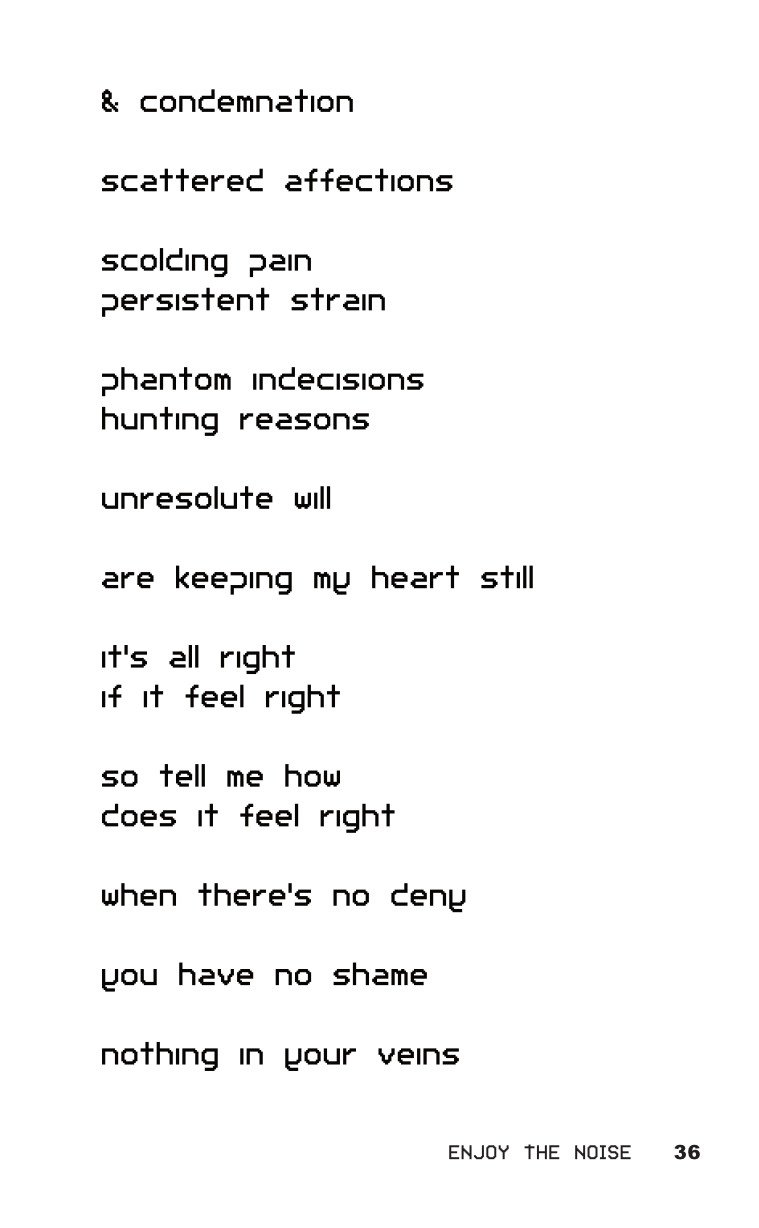 & condemnation
scattered affections
scolding pain
persistent strain
phantom indecisions
hunting reasons
unresolute will
are keeping my heart still
it's all right
if it feel right
so tell me how
does it feel right
when there's no deny
you have no shame
nothing in your veins
ENJOY THE NOISE 36